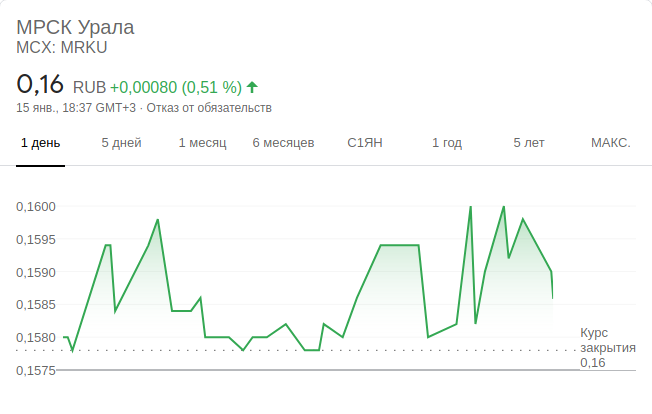 МРСК Урала
MCX: MRKU
0,16 RUB +0,00080 (0,51 %)
15 янв., 18:37 GMT+3 · Отказ от обязательств
1 день 5 дней 1 месяц 6 месяцев С1ЯН 1 год 5 лет МАКС.
0,1600
0,1595
0,1590
0,1585
0,1580
0,1575
Курс
закрытия
0,16